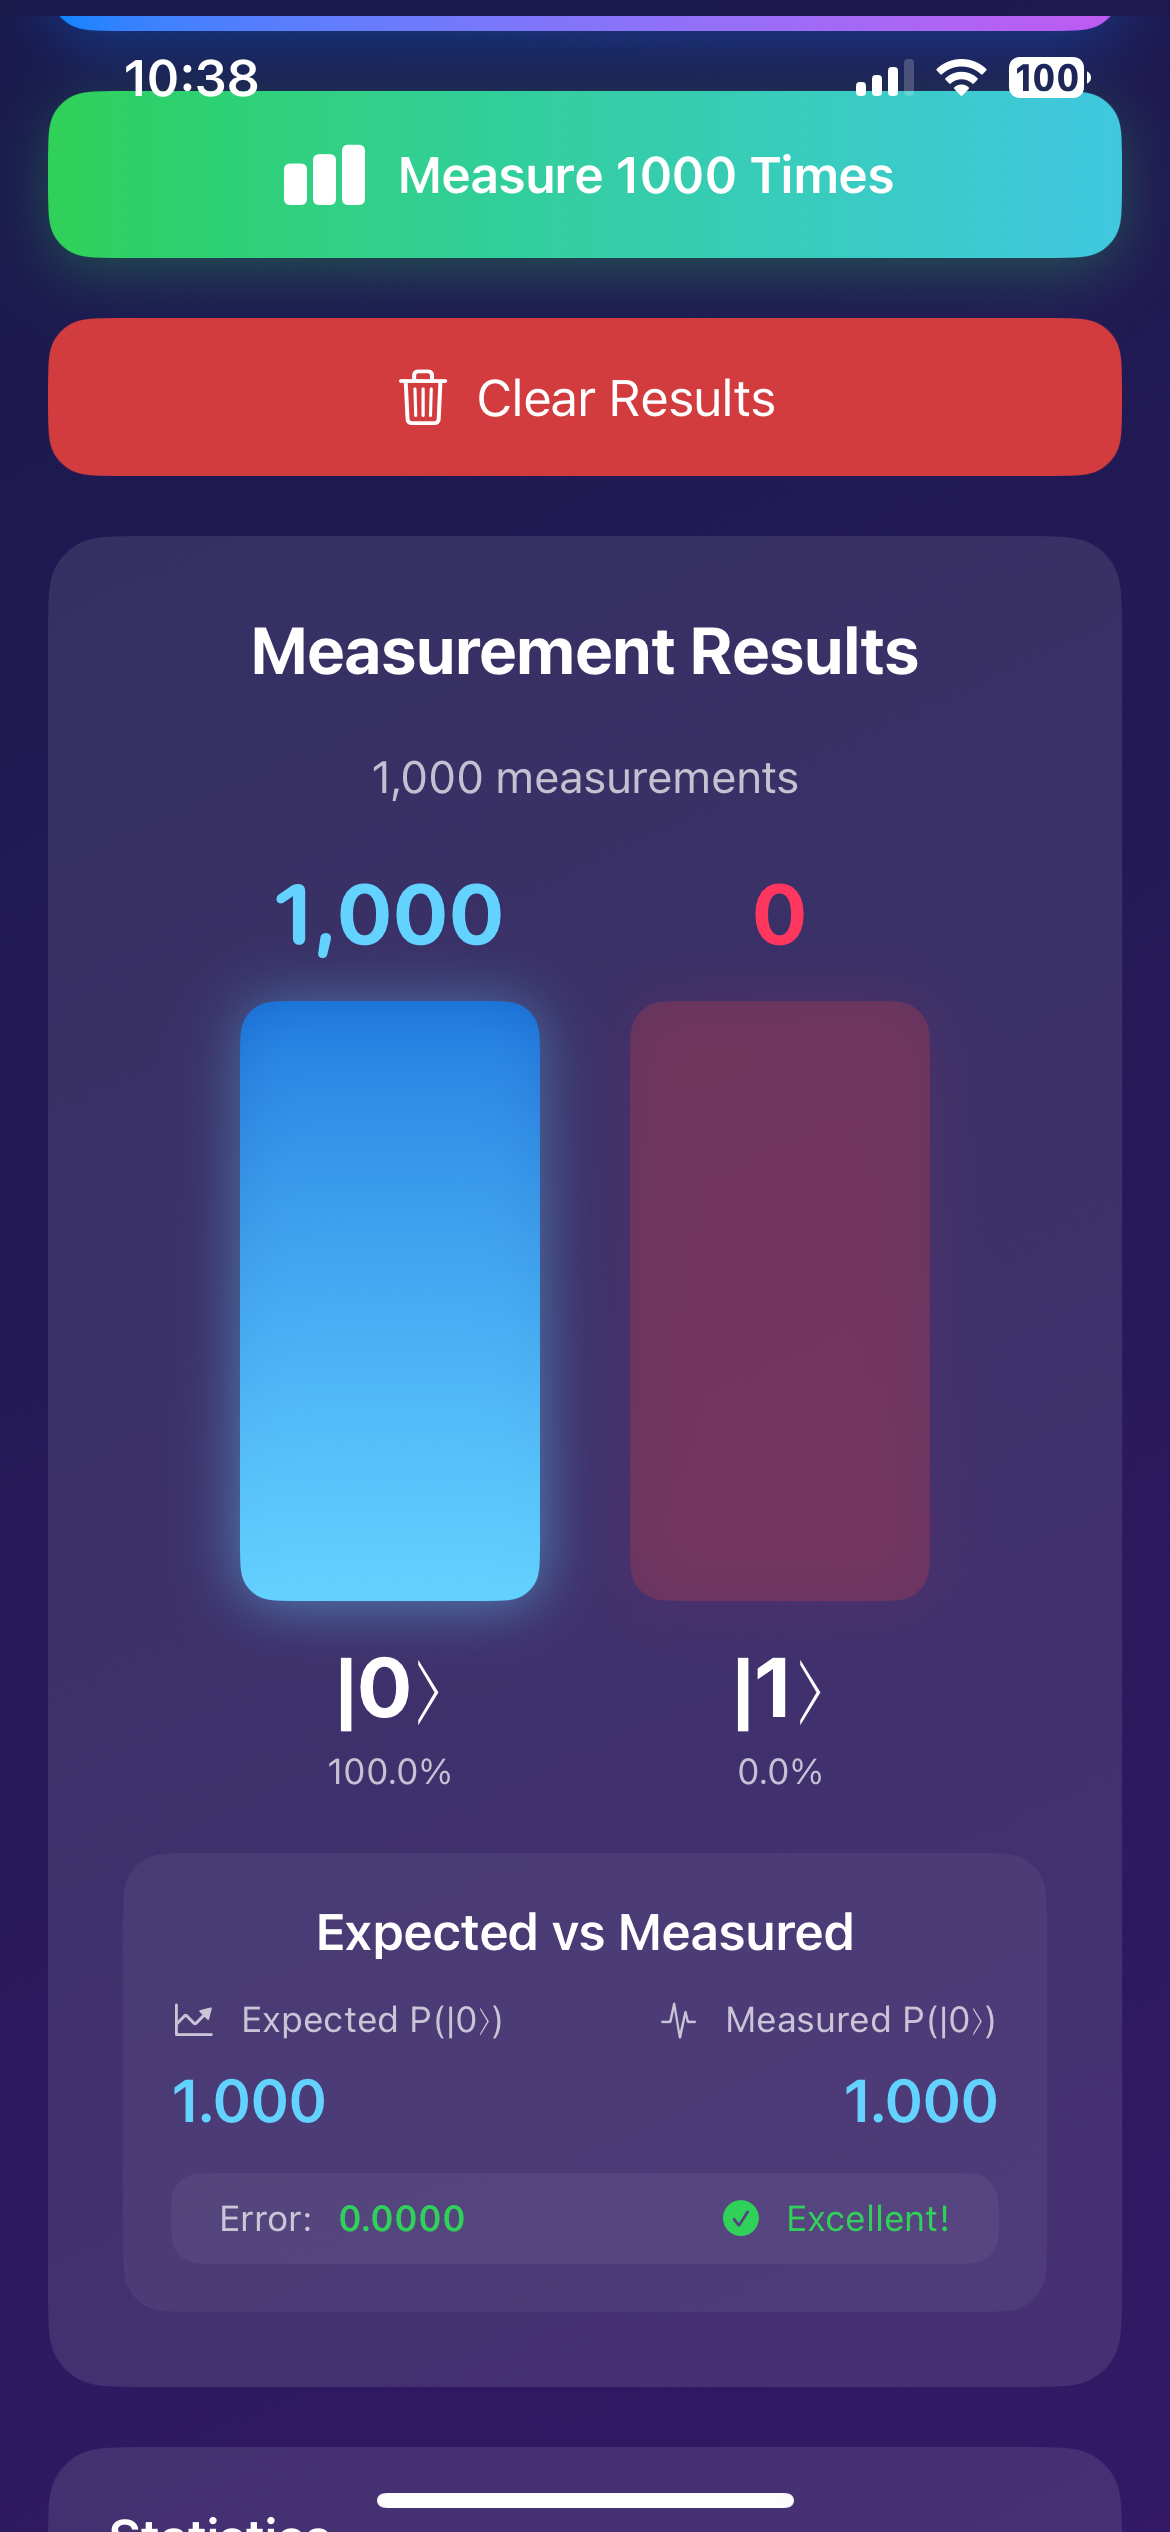 10:38
100
Measure 1000 Times
Clear Results
Measurement Results
1,000 measurements
1,000 0
|0〉 |1〉
100.0% 0.0%
Expected vs Measured
Expected P(|0〉) Measured P(|0〉)
1.000 1.000
Error: 0.0000 Excellent!
Statistics